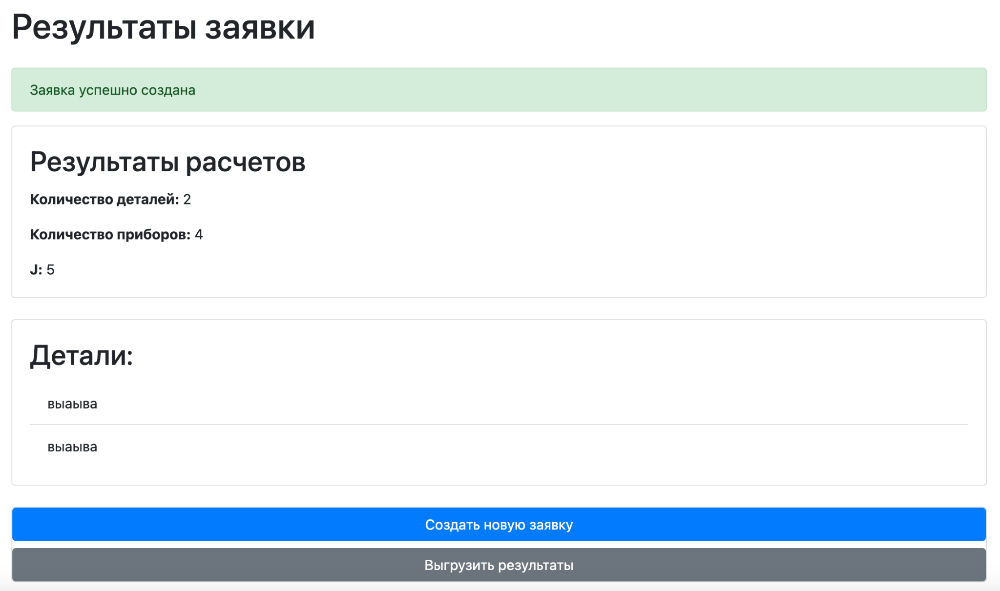 Результаты заявки
Заявка успешно создана
Результаты расчетов
Количество деталей: 2
Количество приборов: 4
J: 5
Детали:
выаыва
выаыва
Создать новую заявку
Выгрузить результаты